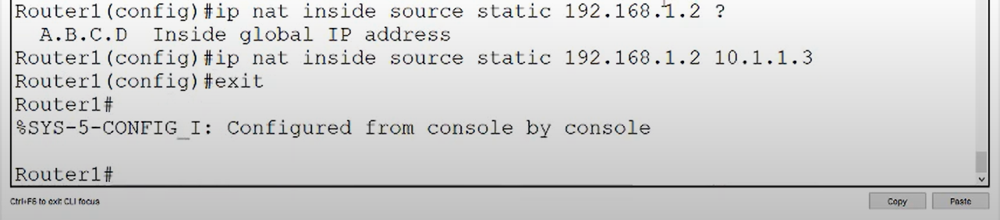 Router1(config)#ip nat inside source static 192.168.1.2 ?
A.B.C.D  Inside global IP address
Router1(config)#ip nat inside source static 192.168.1.2 10.1.1.3
Router1(config)#exit
Router1#
%SYS-5-CONFIG_I: Configured from console by console
Router1#
Ctrl+F6 to exit CLI focus
Copy
Paste